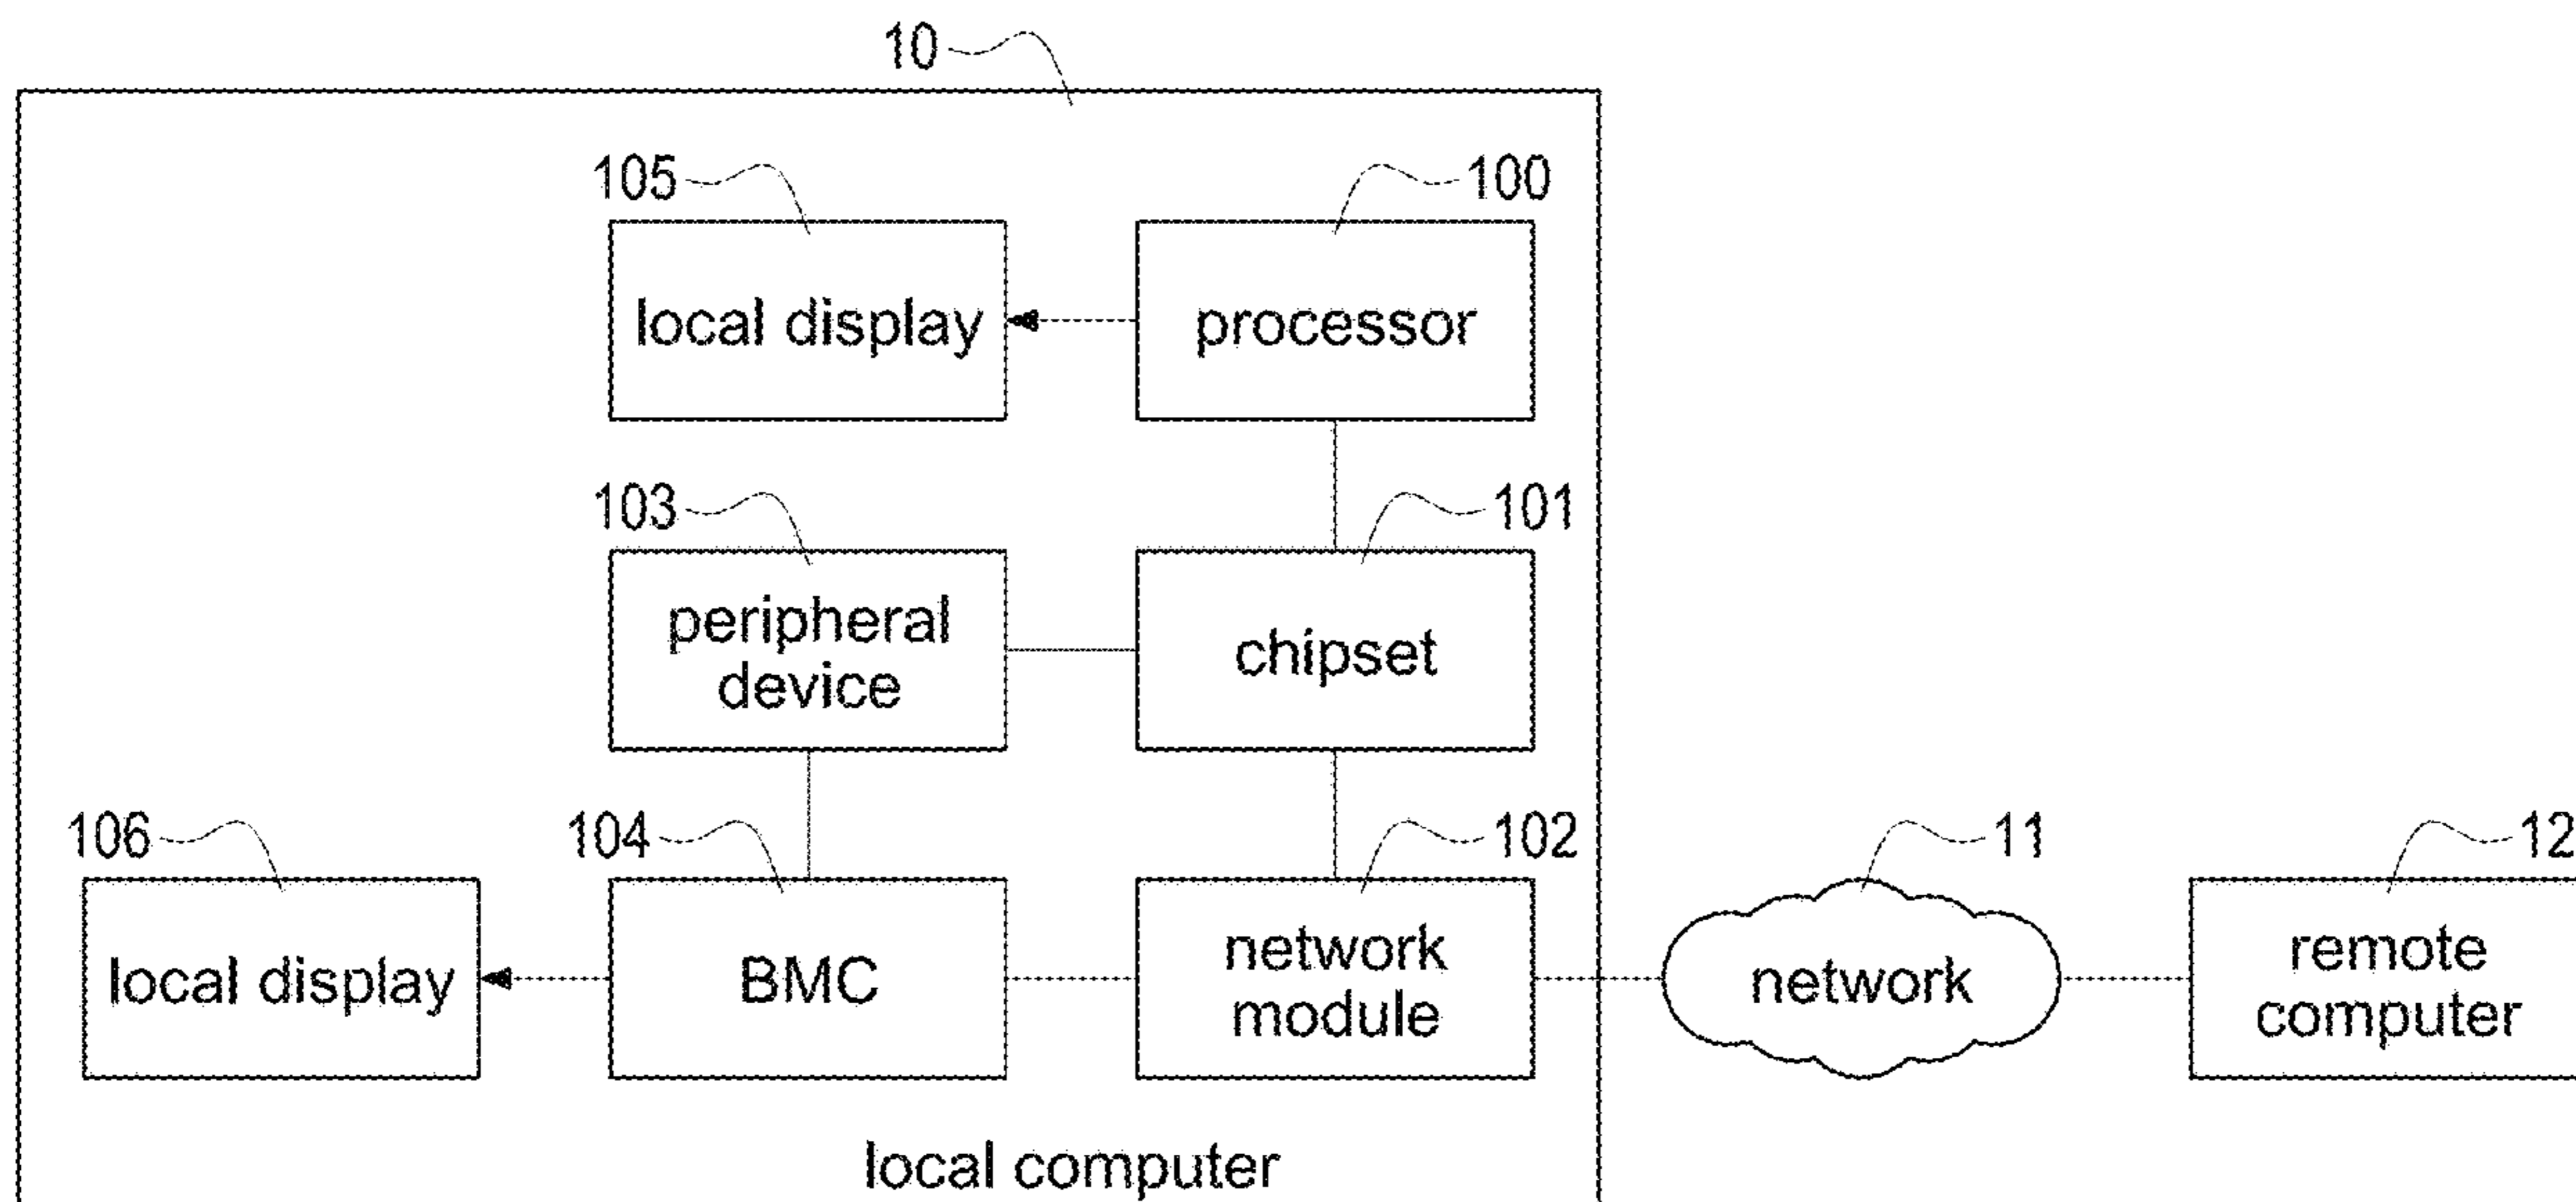 10
105
100
local display
processor
103
101
peripheral
device
chipset
106
104
102
11
12
local display
BMC
network
module
network
remote
computer
local computer